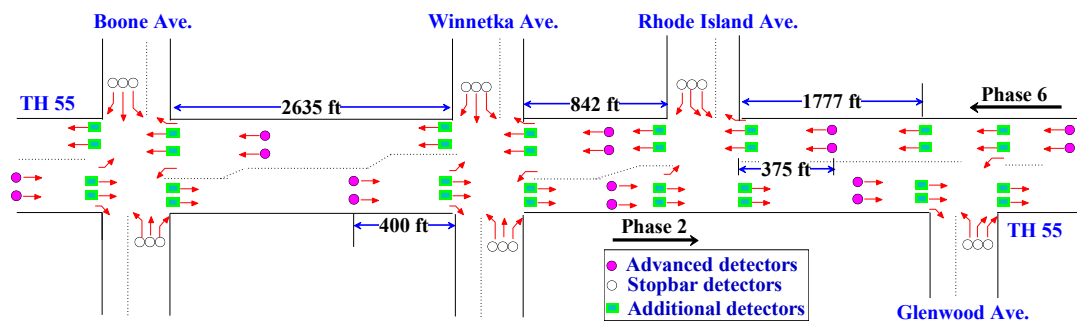 Boone Ave.
Winnetka Ave.
Rhode Island Ave.
TH 55
2635 ft
842 ft
1777 ft
Phase 6
375 ft
400 ft
Phase 2
TH 55
Advanced detectors
Stopbar detectors
Additional detectors
Glenwood Ave.